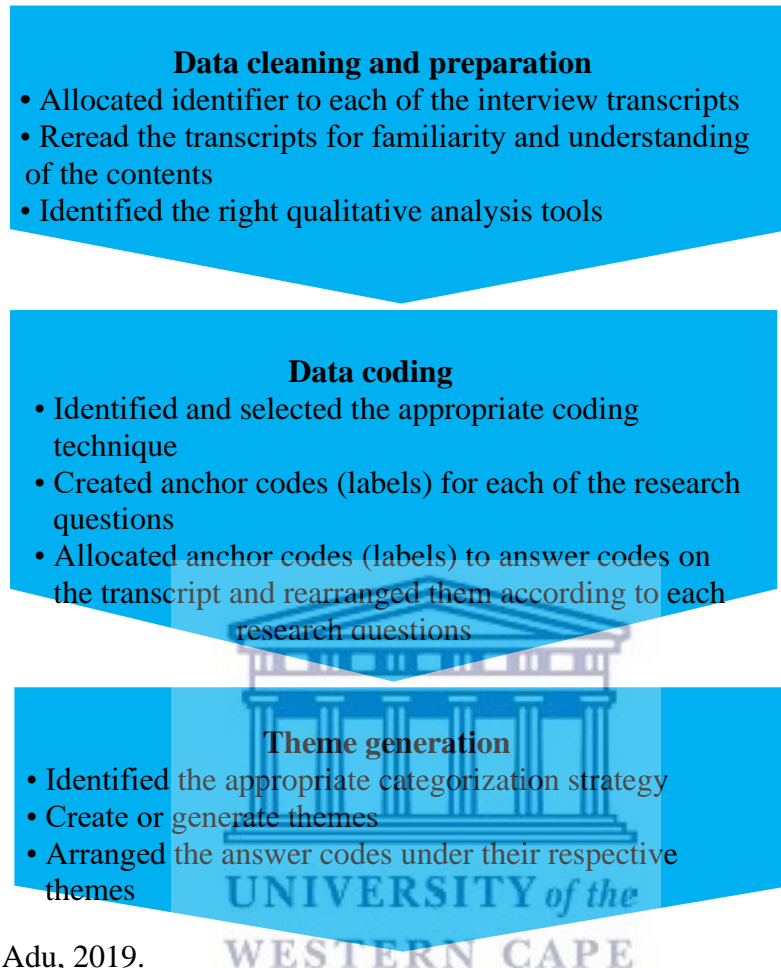 Data cleaning and preparation
• Allocated identifier to each of the interview transcripts
• Reread the transcripts for familiarity and understanding
of the contents
• Identified the right qualitative analysis tools
Data coding
• Identified and selected the appropriate coding
technique
• Created anchor codes (labels) for each of the research
questions
• Allocated anchor codes (labels) to answer codes on
the transcript and rearranged them according to each
research questions
Theme generation
• Identified the appropriate categorization strategy
• Create or generate themes
• Arranged the answer codes under their respective
themes
UNIVERSITY of the
WESTERN CAPE
Adu, 2019.